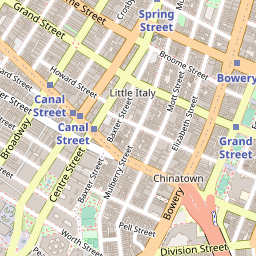 Grand Street
Crosby
Spring
Street
Broome Street
Howard Street
Bowery
Little Italy
Mott Street
Canal
Street
Canal
Street
Baxter Street
Elizabeth Street
Grand
Street
Broadway
Centre Street
Baxter Street
Mulberry Street
Chinatown
Bowery
Pell Street
Worth Street
Division Street